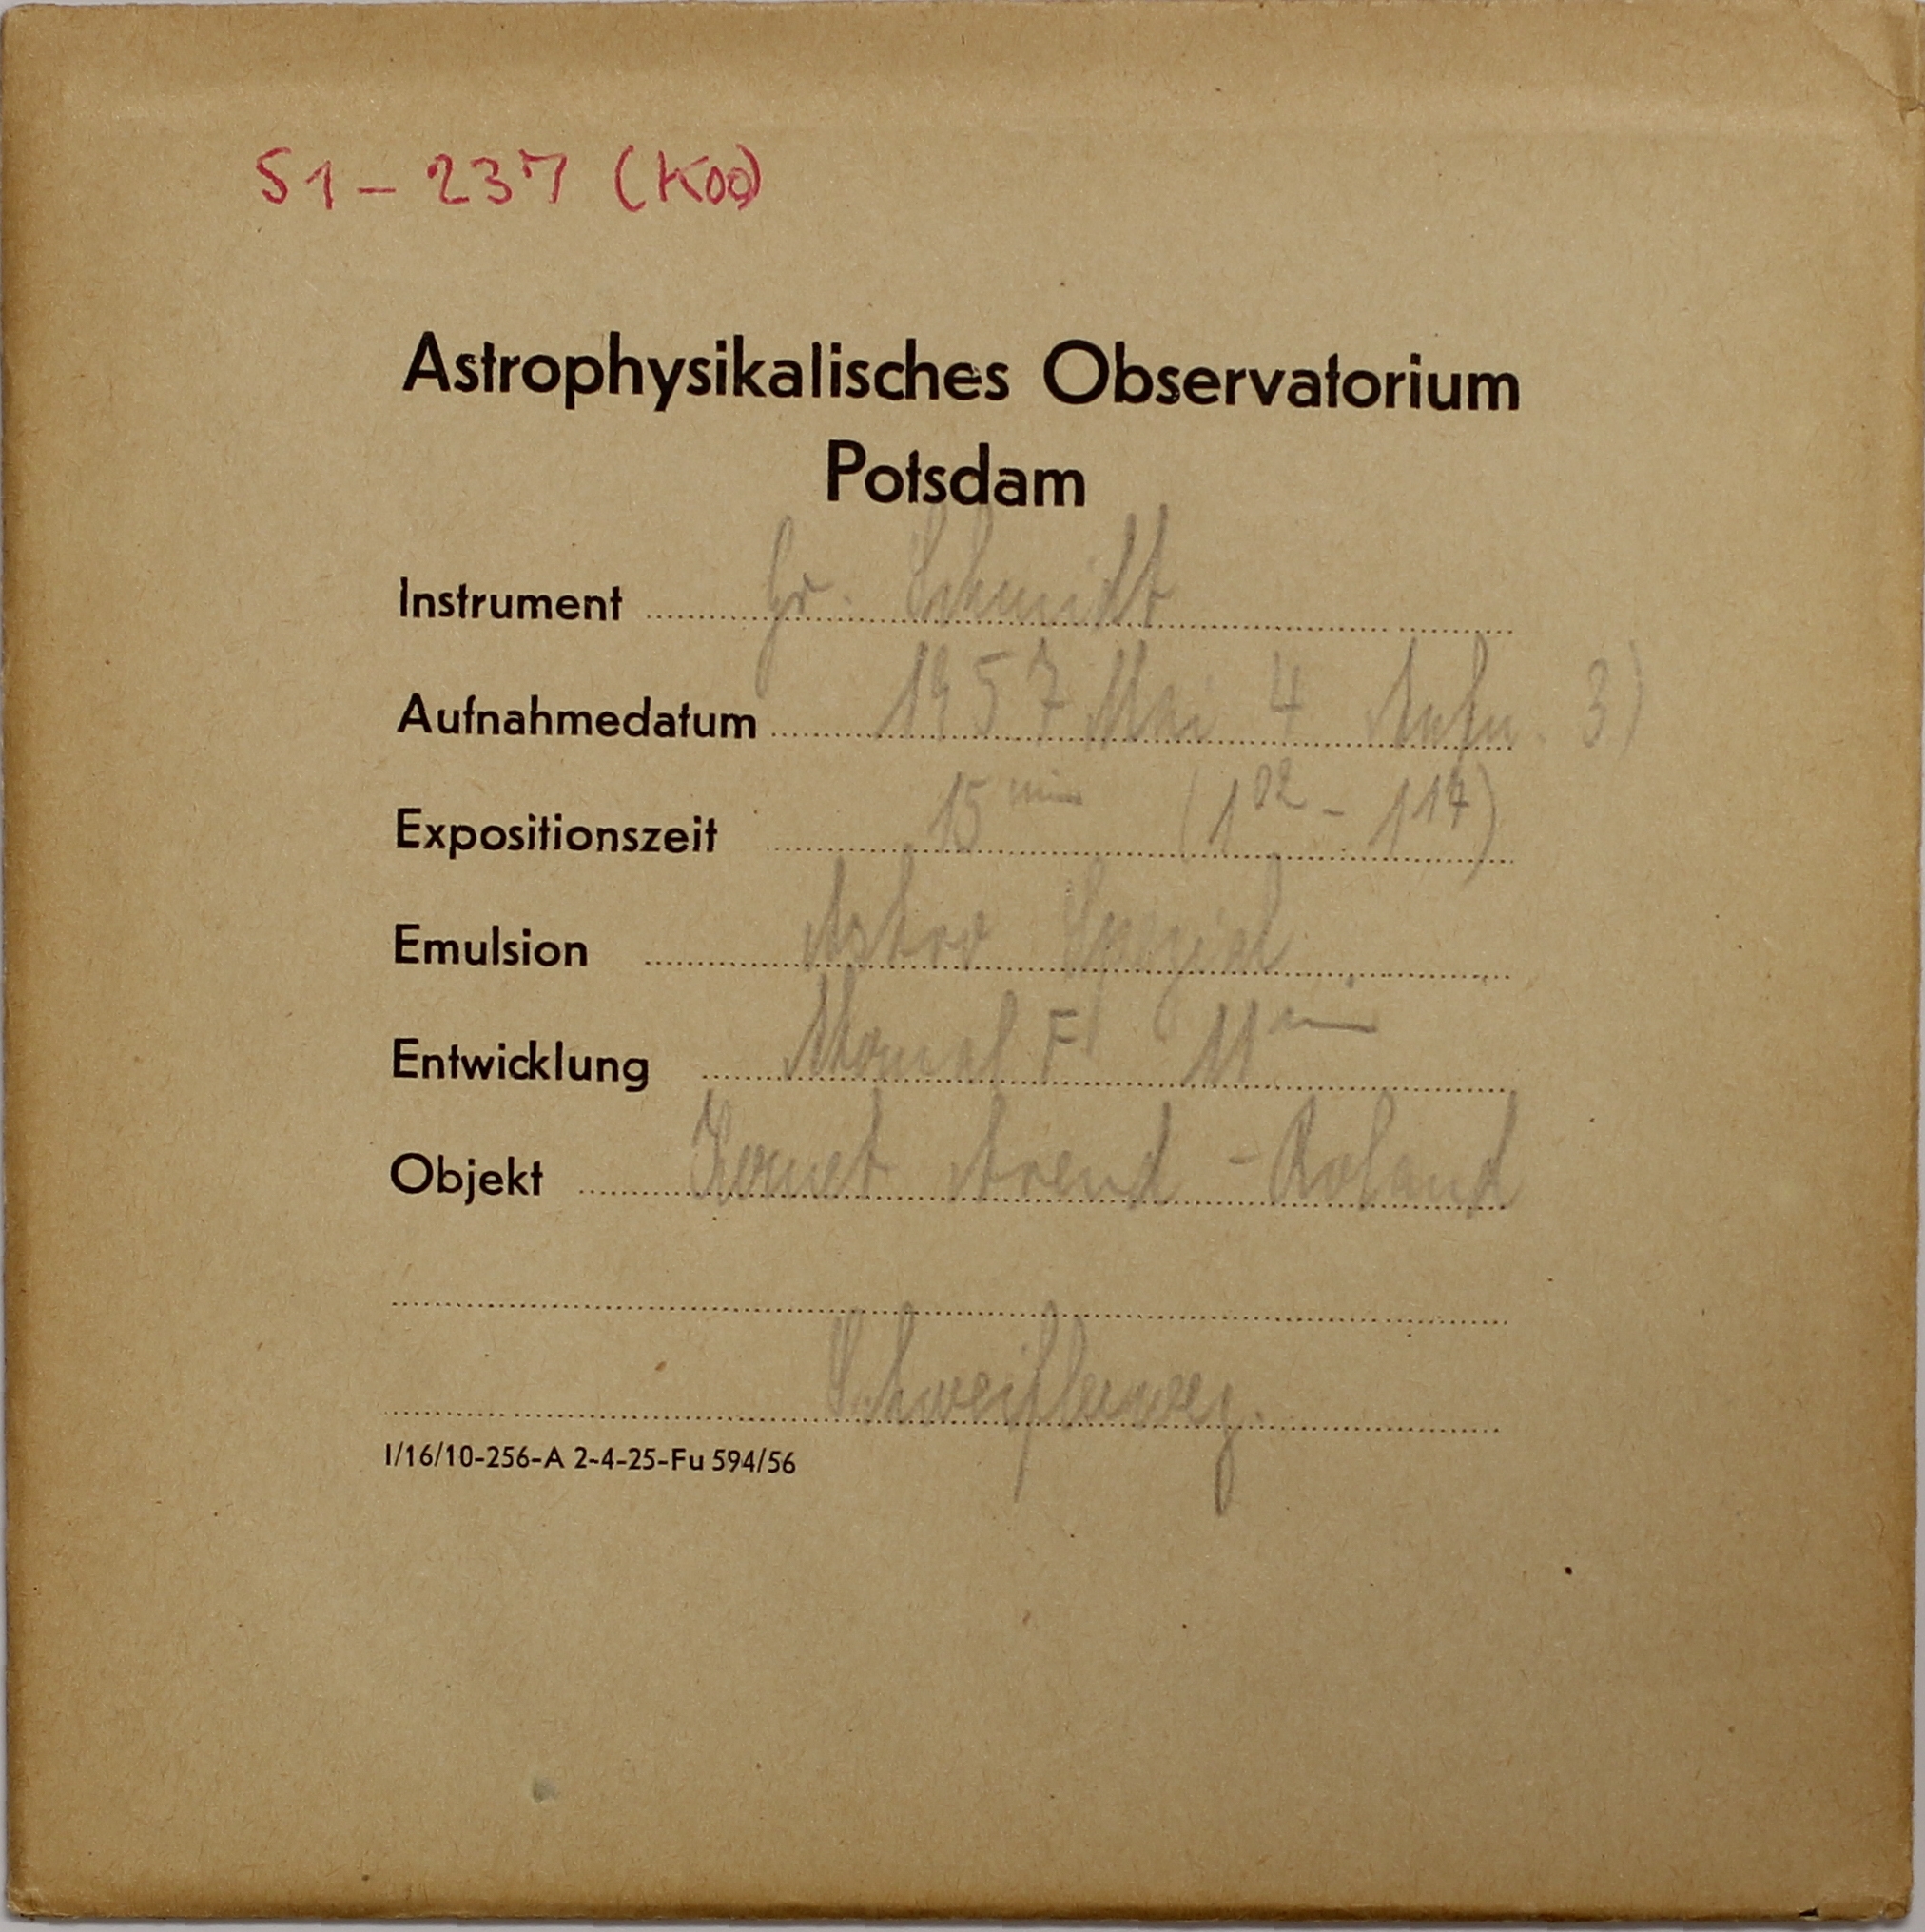 S1 – 237 (Koo)
Astrophysikalisches Observatorium
Potsdam
Instrument Gr. Schmidt
Aufnahmedatum 1957 Mai 4 Aufn. 3)
Expositionszeit 15 min (1 02 - 1 17)
Emulsion Astro Spezial
Entwicklung F 11 min
Objekt Komet Arend - Roland
I/16/10-256-A 2-4-25-Fu 594/56